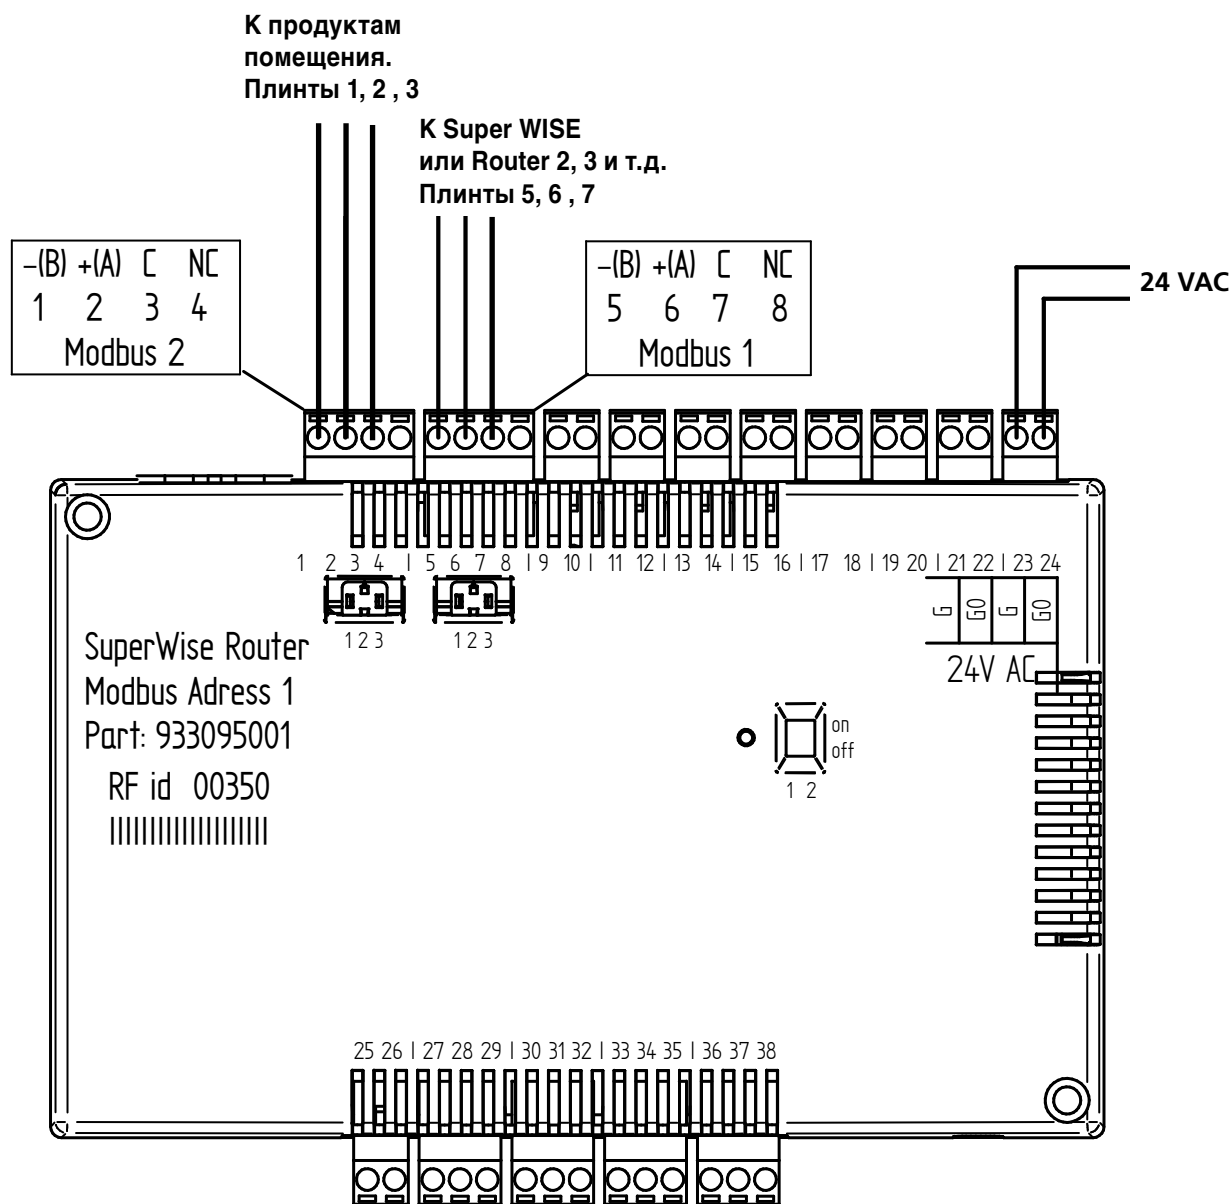 К продуктам
помещения.
Плинты 1, 2 , 3
К Super WISE
или Router 2, 3 и т.д.
Плинты 5, 6 , 7
–(B) +(A) C NC
1 2 3 4
Modbus 2
–(B) +(A) C NC
5 6 7 8
Modbus 1
24 VAC
1 2 3 4 | 5 6 7 8 | 9 10 | 11 12 | 13 14 | 15 16 | 17 18 | 19 20 | 21 22 | 23 24
G G0 G G0
24V AC
1 2 3
1 2 3
SuperWise Router
Modbus Adress 1
Part: 933095001
RF id 00350
on
off
1 2
25 26 | 27 28 29 | 30 31 32 | 33 34 35 | 36 37 38